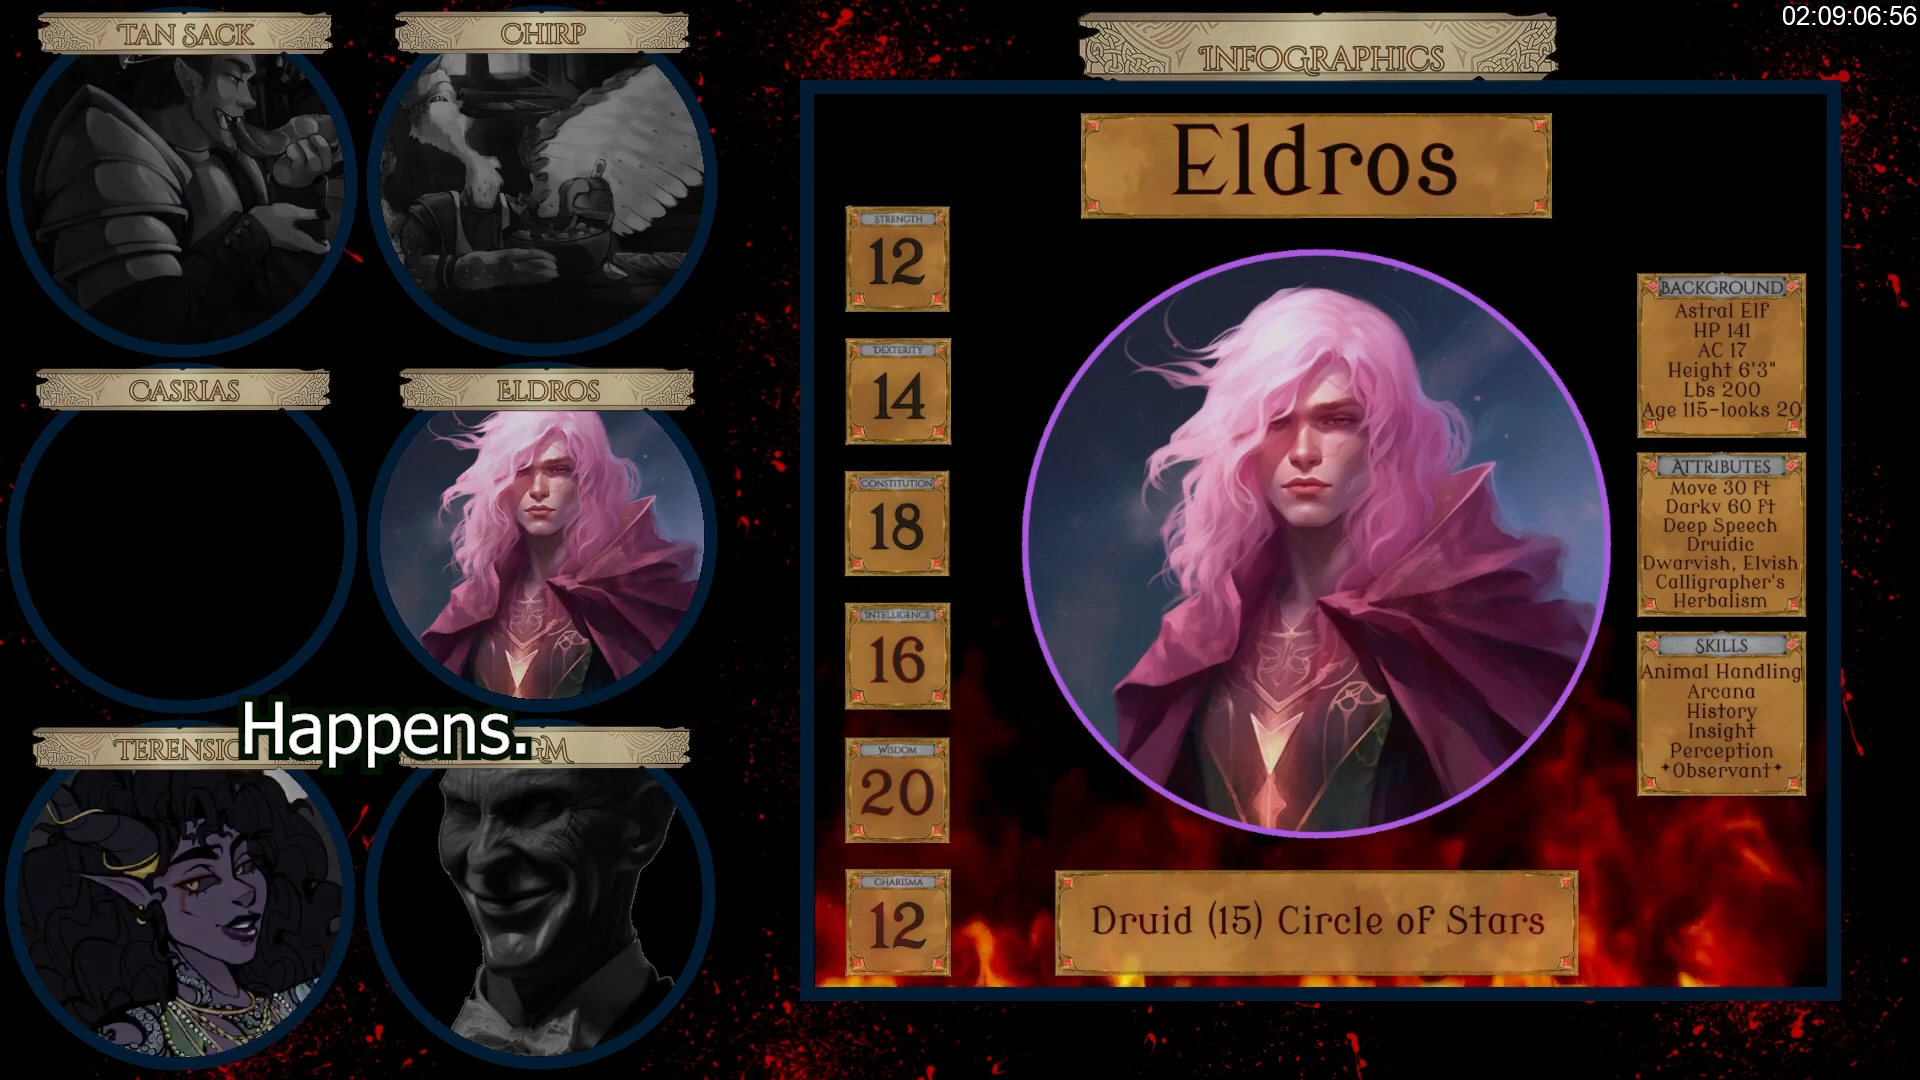 02:09:06:56
TAN SACK
CHIRP
INFOGRAPHICS
Eldros
STRENGTH
12
DEXTERITY
14
CONSTITUTION
18
INTELLIGENCE
16
WISDOM
20
CHARISMA
12
BACKGROUND
Astral Elf
HP 141
AC 17
Height 6'3"
Lbs 200
Age 115-looks 20
ATTRIBUTES
Move 30 Ft
Darkv 60 Ft
Deep Speech
Druidic
Dwarvish, Elvish
Calligrapher's
Herbalism
SKILLS
Animal Handling
Arcana
History
Insight
Perception
*Observant*
Druid (15) Circle of Stars
CASRIAS
ELDROS
Happens.